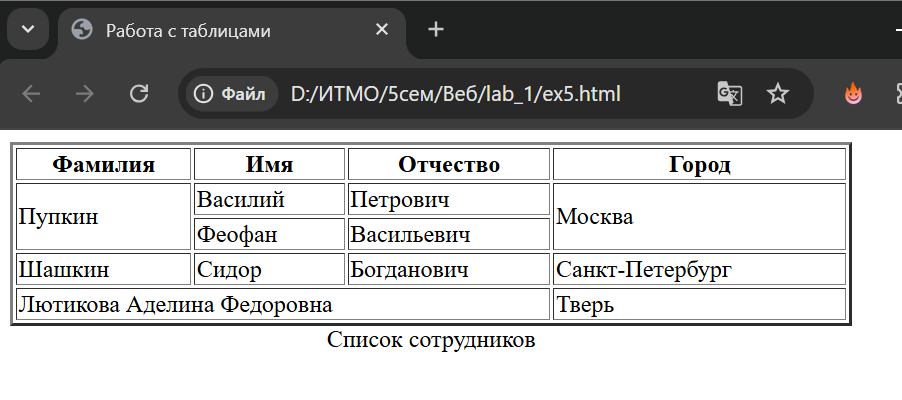 Работа с таблицами
Файл D:/ИТМО/5сем/Веб/lab_1/ex5.html
Фамилия Имя Отчество Город
Пупкин Василий Петрович Москва
Феофан Васильевич
Шашкин Сидор Богданович Санкт-Петербург
Лютикова Аделина Федоровна Тверь
Список сотрудников